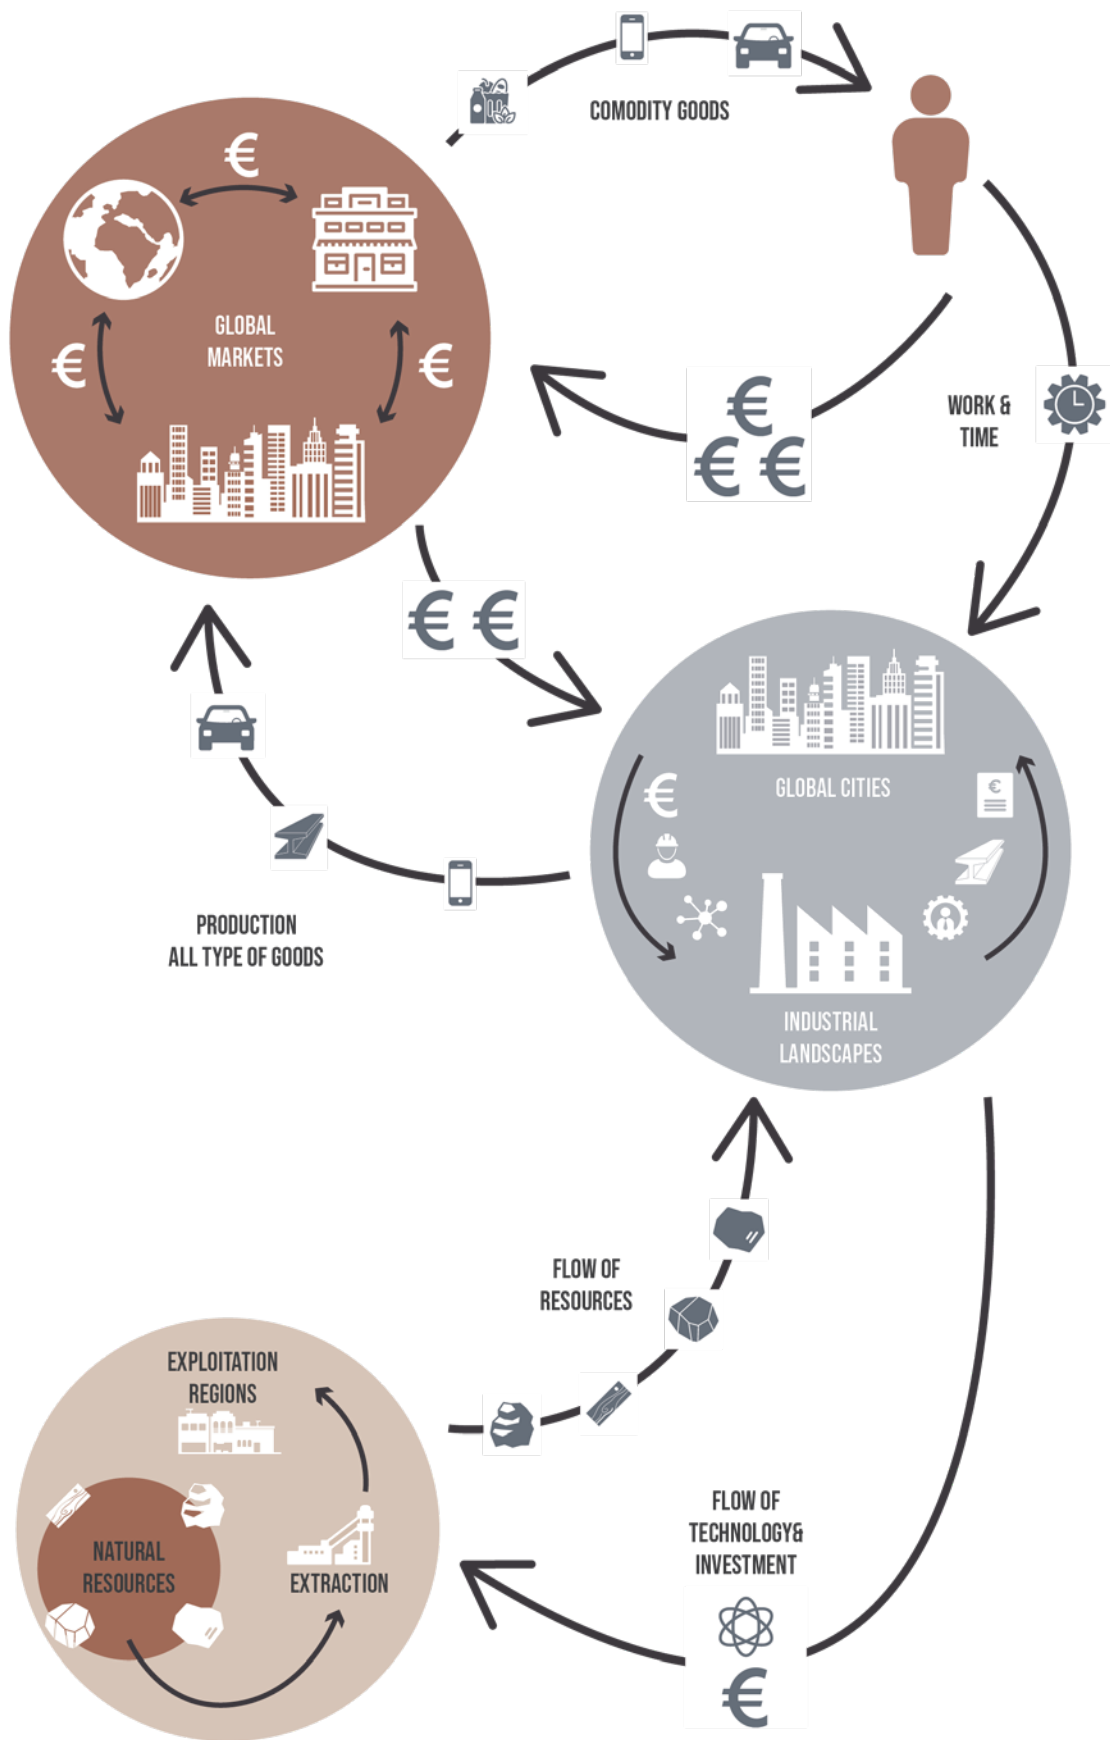 COMODITY GOODS
€
GLOBAL
MARKETS
€
€
€
€ €
WORK &
TIME
€ €
GLOBAL CITIES
€
€
PRODUCTION
ALL TYPE OF GOODS
INDUSTRIAL
LANDSCAPES
FLOW OF
RESOURCES
EXPLOITATION
REGIONS
NATURAL
RESOURCES
EXTRACTION
FLOW OF
TECHNOLOGY&
INVESTMENT
€